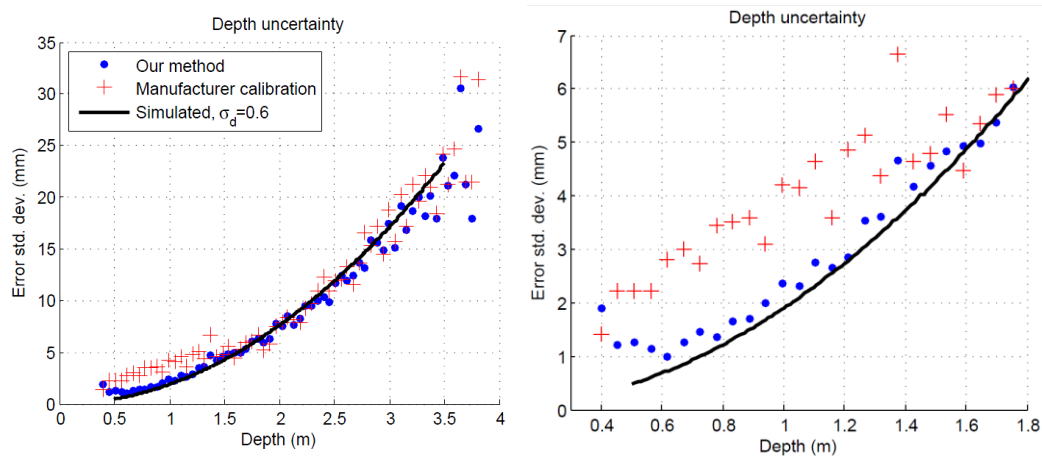 Depth uncertainty
35
30
25
20
15
10
5
0
Error std. dev. (mm)
Our method
Manufacturer calibration
Simulated, σd=0.6
0 0.5 1 1.5 2 2.5 3 3.5 4
Depth (m)
Depth uncertainty
7
6
5
4
3
2
1
0
Error std. dev. (mm)
0.4 0.6 0.8 1 1.2 1.4 1.6 1.8
Depth (m)